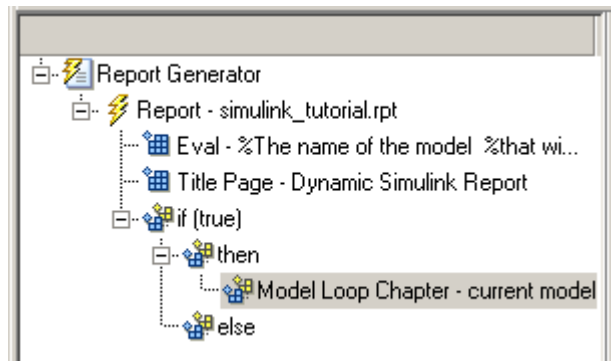 Report Generator
Report - simulink_tutorial.rpt
Eval - %The name of the model %that wi...
Title Page - Dynamic Simulink Report
if (true)
then
Model Loop Chapter - current model
else